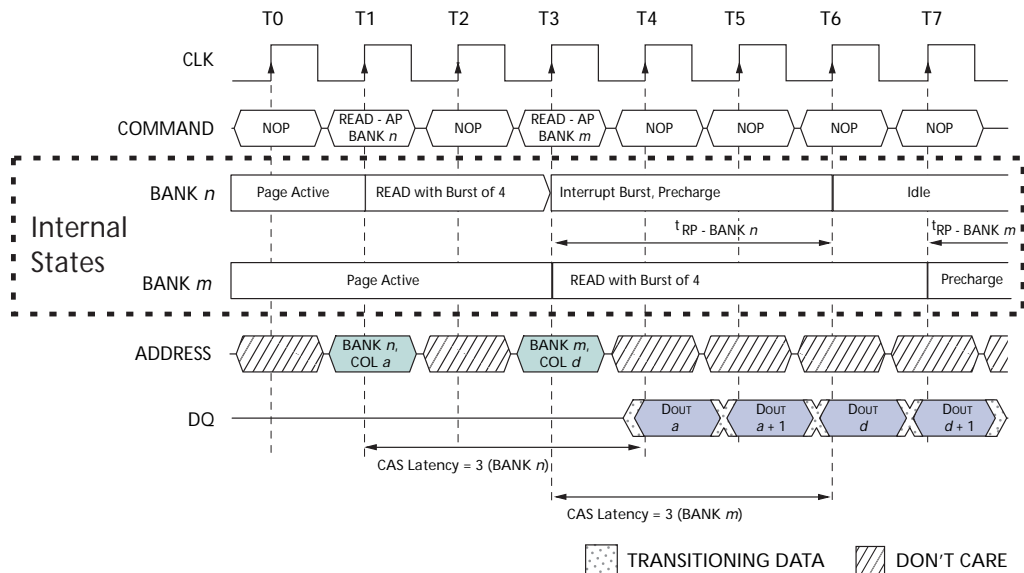 T0 T1 T2 T3 T4 T5 T6 T7
CLK
COMMAND NOP READ - AP BANK n NOP READ - AP BANK m NOP NOP NOP NOP
Internal States
BANK n Page Active READ with Burst of 4 Interrupt Burst, Precharge Idle
tRP - BANK n tRP - BANK m
BANK m Page Active READ with Burst of 4 Precharge
ADDRESS BANK n, COL a BANK m, COL d
DQ DOUT a DOUT a + 1 DOUT d DOUT d + 1
CAS Latency = 3 (BANK n)
CAS Latency = 3 (BANK m)
TRANSITIONING DATA DON'T CARE